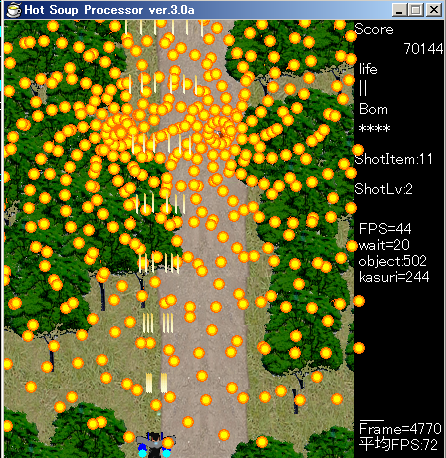 Hot Soup Processor ver.3.0a
Score
70144
life
||
Bom
****
ShotItem:11
ShotLv:2
FPS=44
wait=20
object:502
kasuri=244
Frame=4770
平均FPS:72